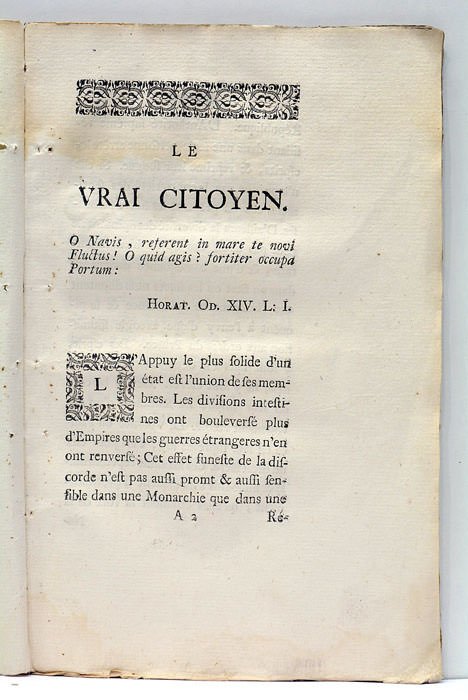 LE
VRAI CITOYEN.
O Navis, referent in mare te novi
Fluctus! O quid agis? fortiter occupa
Portum:
HORAT. OD. XIV. L: I.
L'Appuy le plus solide d'un
état est l'union de ses mem-
bres. Les divisions intesti-
nes ont bouleversé plus
d'Empires que les guerres étrangeres n'en
ont renversé; Cet effet funeste de la dis-
corde n'est pas aussi promt & aussi sen-
sible dans une Monarchie que dans une
A 2 Ré-